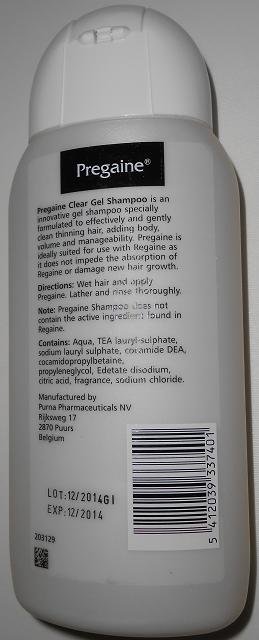 Pregaine®
Pregaine Clear Gel Shampoo is an
innovative gel shampoo specially
formulated to effectively and gently
clean thinning hair, adding body,
volume and manageability. Pregaine is
ideally suited for use with Regaine as
it does not impede the absorption of
Regaine or damage new hair growth.
Directions: Wet hair and apply
Pregaine. Lather and rinse thoroughly.
Note: Pregaine Shampoo does not
contain the active ingredient found in
Regaine.
Contains: Aqua, TEA lauryl-sulphate,
sodium lauryl sulphate, cocamide DEA,
cocamidopropylbetaine,
propyleneglycol, Edetate disodium,
citric acid, fragrance, sodium chloride.
Manufactured by
Purna Pharmaceuticals NV
Rijksweg 17
2870 Puurs
Belgium
LOT:12/2014GI
EXP:12/2014
203129
5 412039 337401